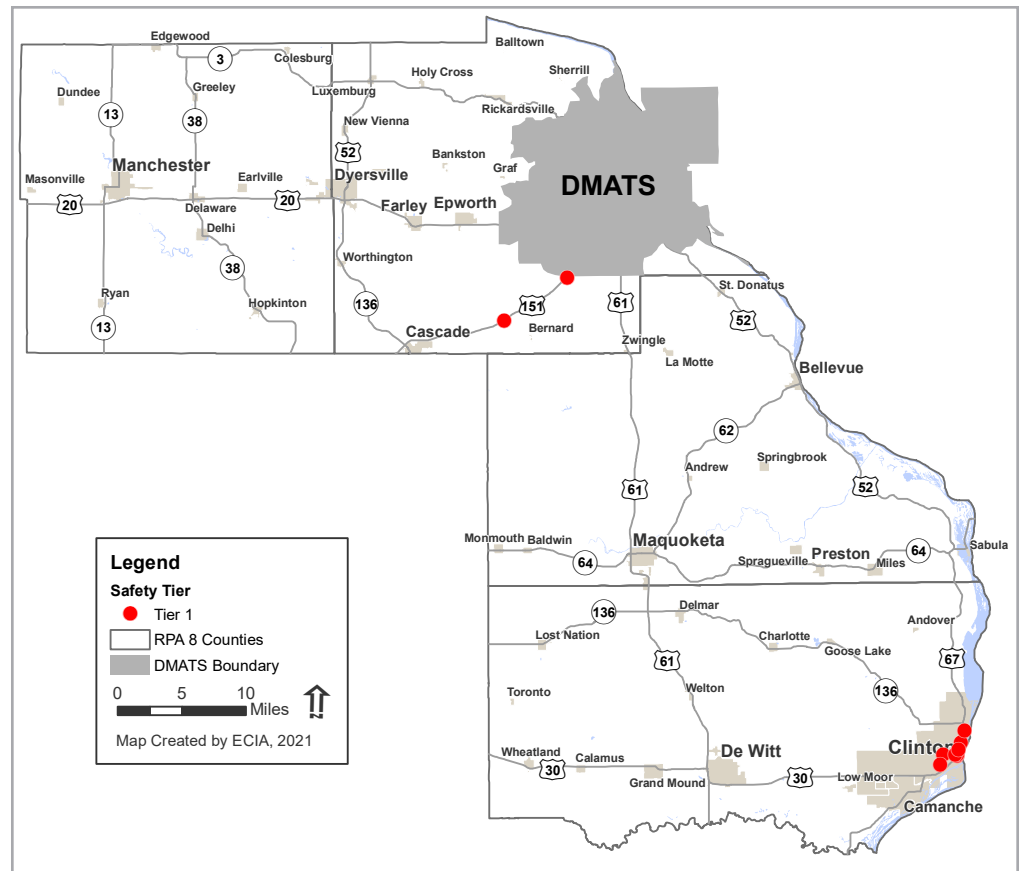 Balltown
Edgewood
Sherrill
3
Colesburg
Holy Cross
Dundee
Greeley
Luxemburg
Rickardsville
13
38
New Vienna
52
Bankston
Graf
Manchester
Masonville
Earlville
Dyersville
DMATS
20
20
Delaware
Farley
Epworth
Delhi
Worthington
38
136
151
61
St. Donatus
Ryan
Hopkinton
13
Cascade
Bernard
52
Zwingle
La Motte
Bellevue
62
Andrew
Springbrook
61
52
Monmouth
Baldwin
Maquoketa
Sabula
64
Spragueville
Preston
Miles
64
136
Delmar
Lost Nation
Charlotte
Andover
Goose Lake
61
67
Toronto
Welton
136
Wheatland
Calamus
30
Grand Mound
De Witt
30
Low Moor
Clinton
Camanche
Legend
Safety Tier
Tier 1
RPA 8 Counties
DMATS Boundary
0 5 10
Miles
N
Map Created by ECIA, 2021